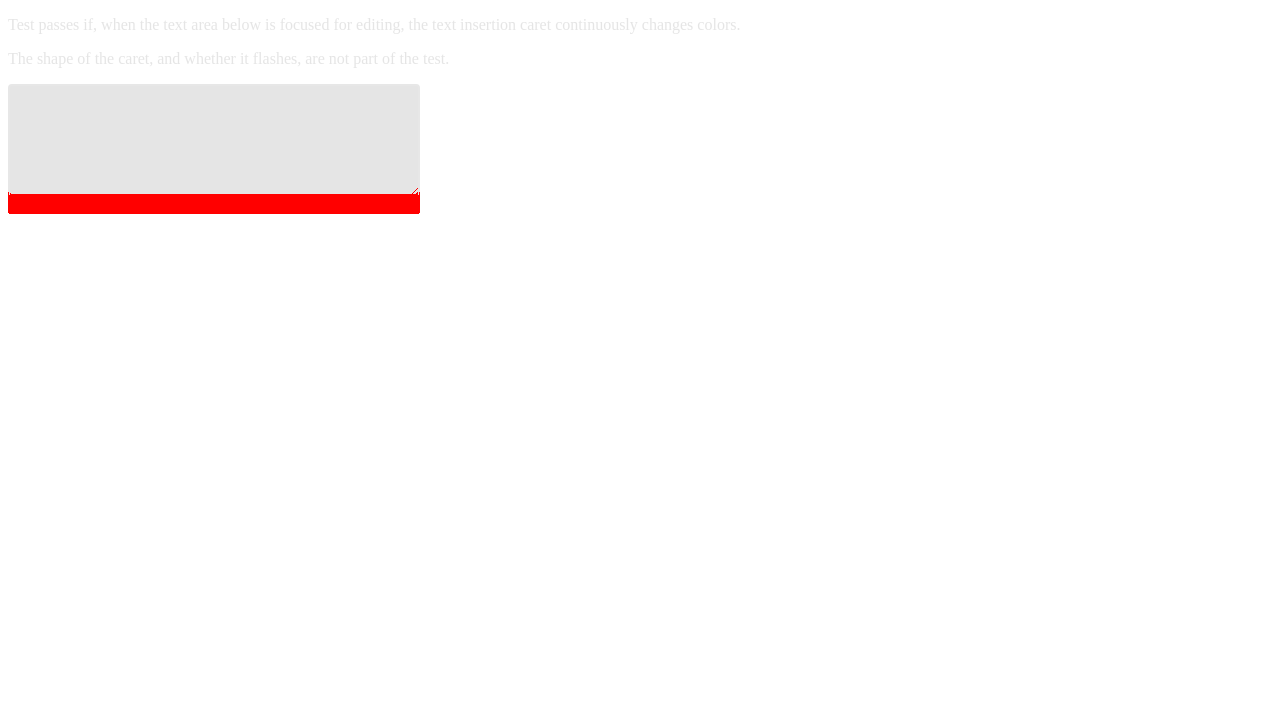 Test passes if, when the text area below is focused for editing, the text insertion caret continuously changes colors.
The shape of the caret, and whether it flashes, are not part of the test.